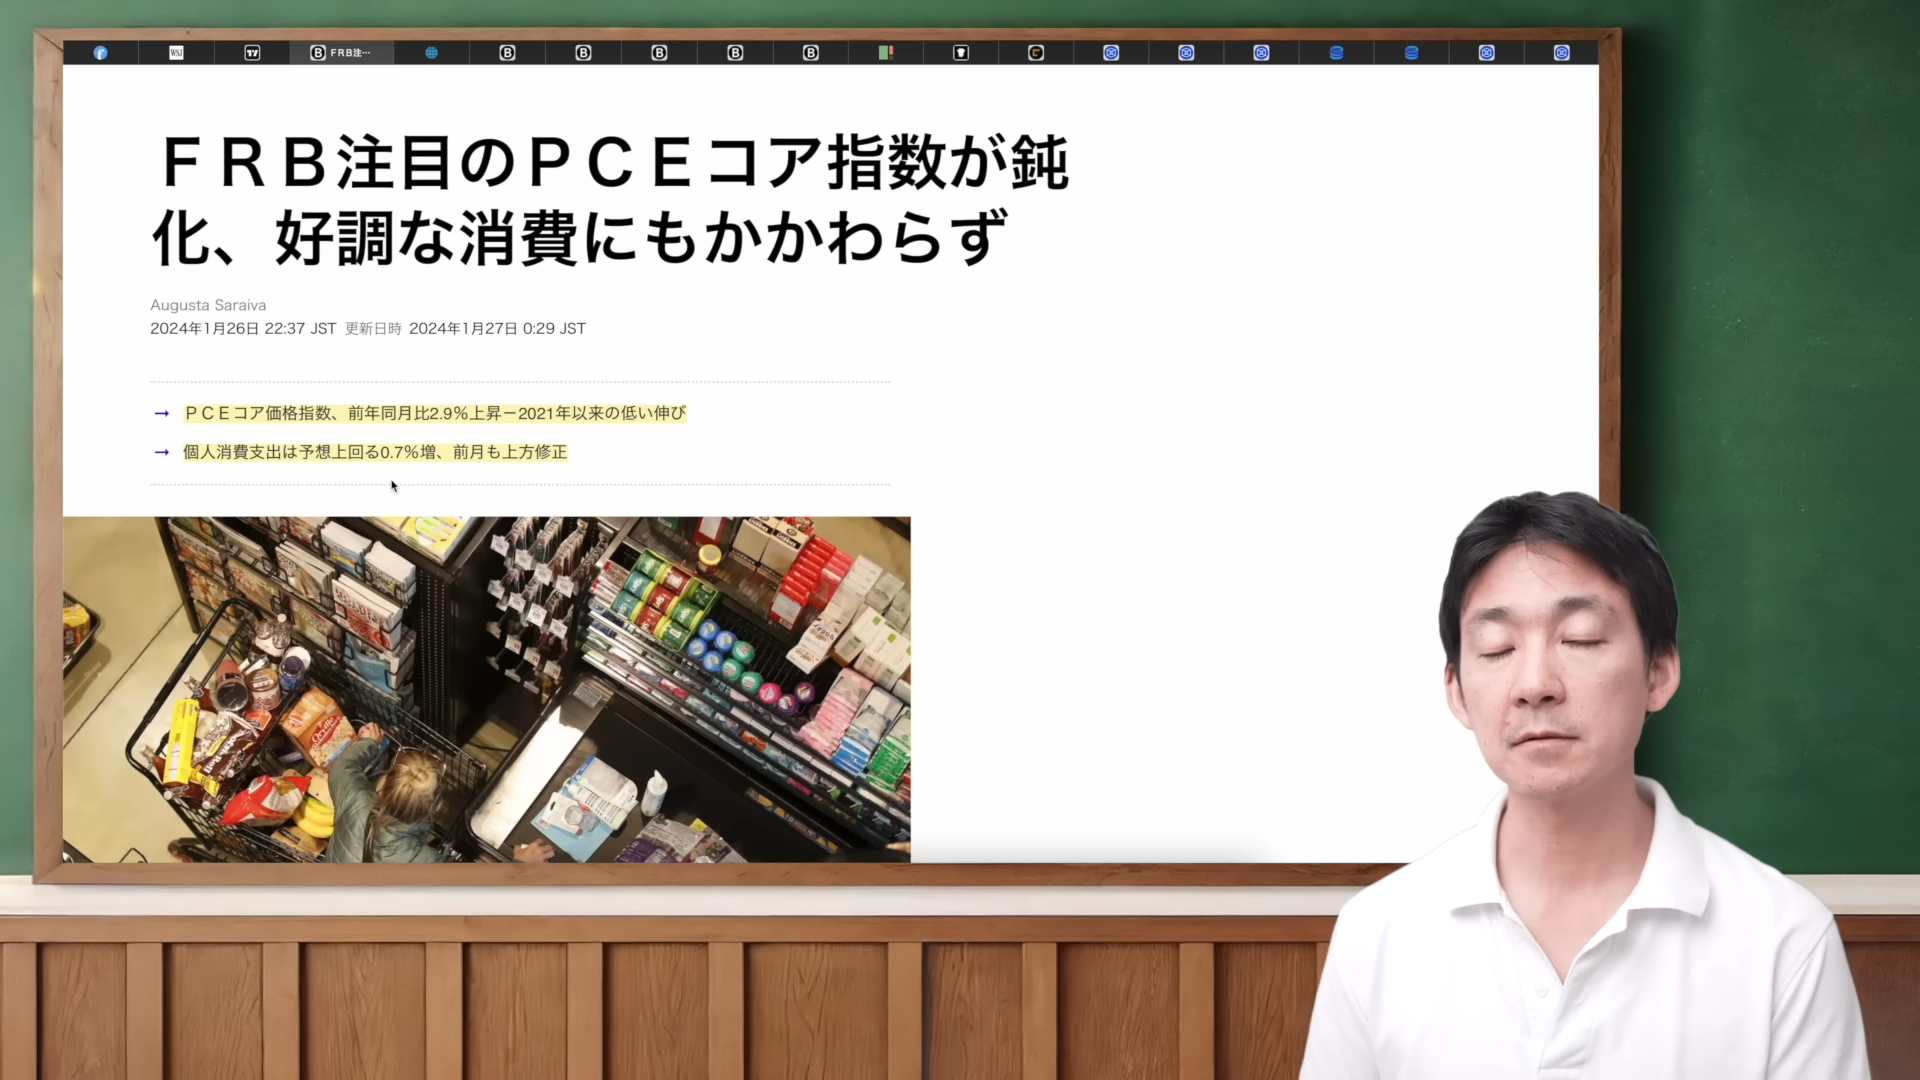 WSJ
FRB注…
ＦＲＢ注目のＰＣＥコア指数が鈍
化、好調な消費にもかかわらず
Augusta Saraiva
2024年1月26日 22:37 JST 更新日時 2024年1月27日 0:29 JST
→ ＰＣＥコア価格指数、前年同月比2.9％上昇－2021年以来の低い伸び
→ 個人消費支出は予想上回る0.7％増、前月も上方修正